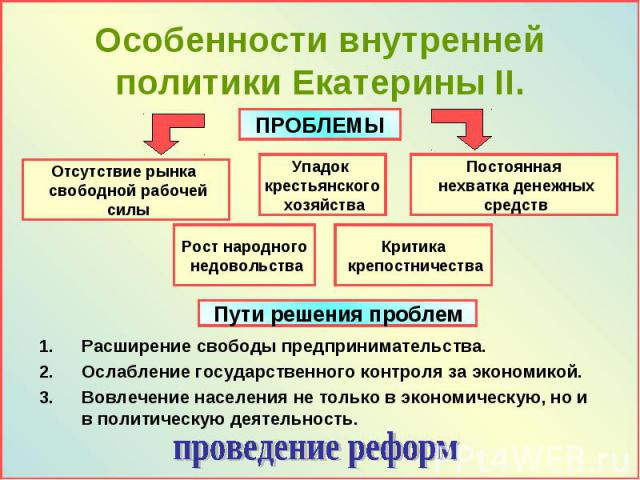 Особенности внутренней
политики Екатерины II.
ПРОБЛЕМЫ
Отсутствие рынка
свободной рабочей
силы
Упадок
крестьянского
хозяйства
Постоянная
нехватка денежных
средств
Рост народного
недовольства
Критика
крепостничества
Пути решения проблем
1. Расширение свободы предпринимательства.
2. Ослабление государственного контроля за экономикой.
3. Вовлечение населения не только в экономическую, но и
в политическую деятельность.
проведение реформ
PPt4WEB.ru